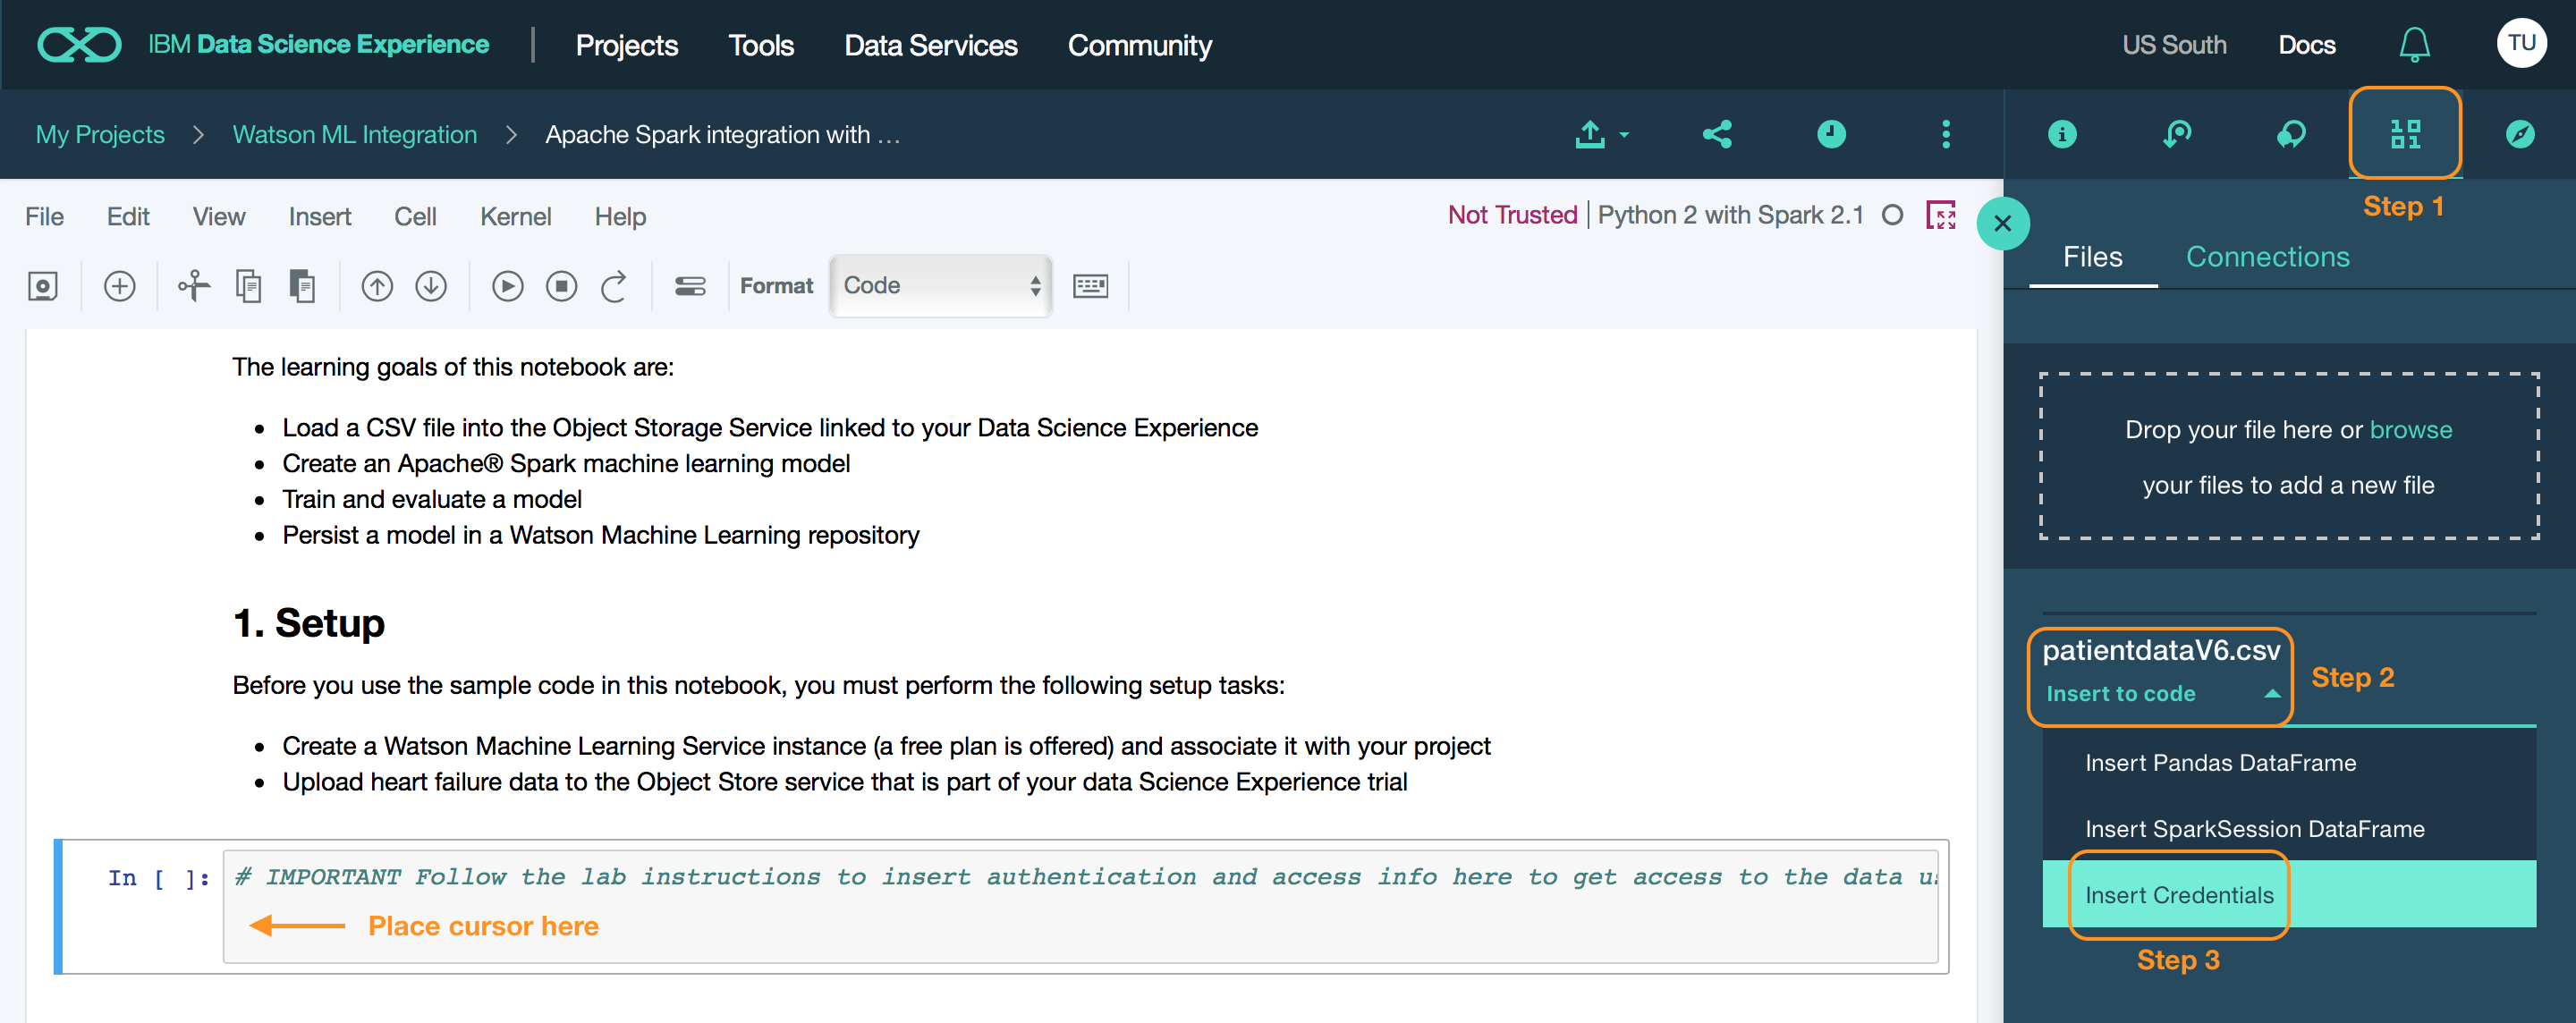 IBM Data Science Experience
Projects
Tools
Data Services
Community
US South
Docs
TU
My Projects > Watson ML Integration > Apache Spark integration with ...
Step 1
File Edit View Insert Cell Kernel Help
Not Trusted | Python 2 with Spark 2.1
Format
Code
Files
Connections
The learning goals of this notebook are:
• Load a CSV file into the Object Storage Service linked to your Data Science Experience
• Create an Apache® Spark machine learning model
• Train and evaluate a model
• Persist a model in a Watson Machine Learning repository
1. Setup
Before you use the sample code in this notebook, you must perform the following setup tasks:
• Create a Watson Machine Learning Service instance (a free plan is offered) and associate it with your project
• Upload heart failure data to the Object Store service that is part of your data Science Experience trial
In [ ]:
# IMPORTANT Follow the lab instructions to insert authentication and access info here to get access to the data
Place cursor here
Drop your file here or browse
your files to add a new file
patientdataV6.csv
Insert to code
Step 2
Insert Pandas DataFrame
Insert SparkSession DataFrame
Insert Credentials
Step 3